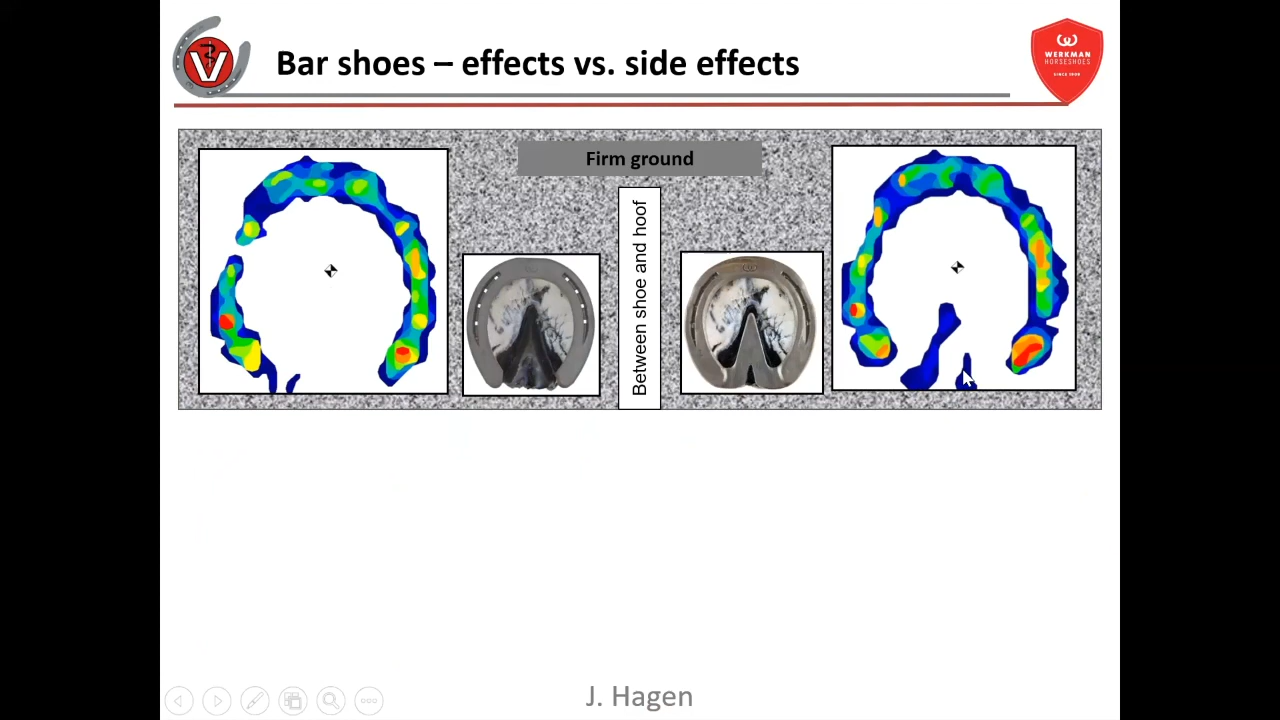 Bar shoes – effects vs. side effects
V
WERKMAN
HORSESHOES
Firm ground
Between shoe and hoof
J. Hagen